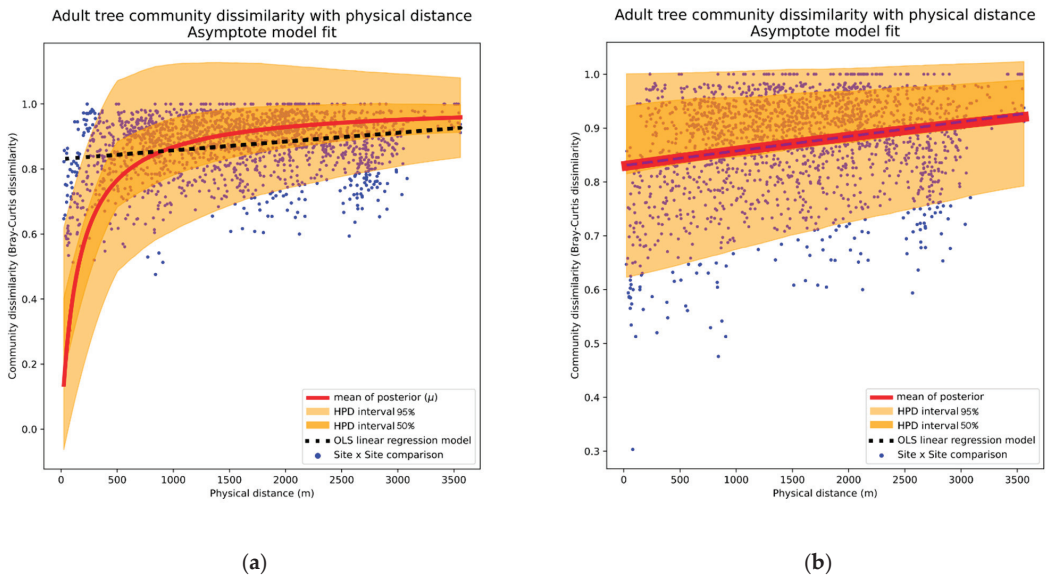 Adult tree community dissimilarity with physical distance
Asymptote model fit
Community dissimilarity (Bray-Curtis dissimilarity)
1.0
0.8
0.6
0.4
0.2
0.0
mean of posterior (μ)
HPD interval 95%
HPD interval 50%
OLS linear regression model
Site x Site comparison
0 500 1000 1500 2000 2500 3000 3500
Physical distance (m)
(a)
Adult tree community dissimilarity with physical distance
Asymptote model fit
Community dissimilarity (Bray-Curtis dissimilarity)
1.0
0.9
0.8
0.7
0.6
0.5
0.4
0.3
mean of posterior
HPD interval 95%
HPD interval 50%
OLS linear regression model
Site x Site comparison
0 500 1000 1500 2000 2500 3000 3500
Physical distance (m)
(b)